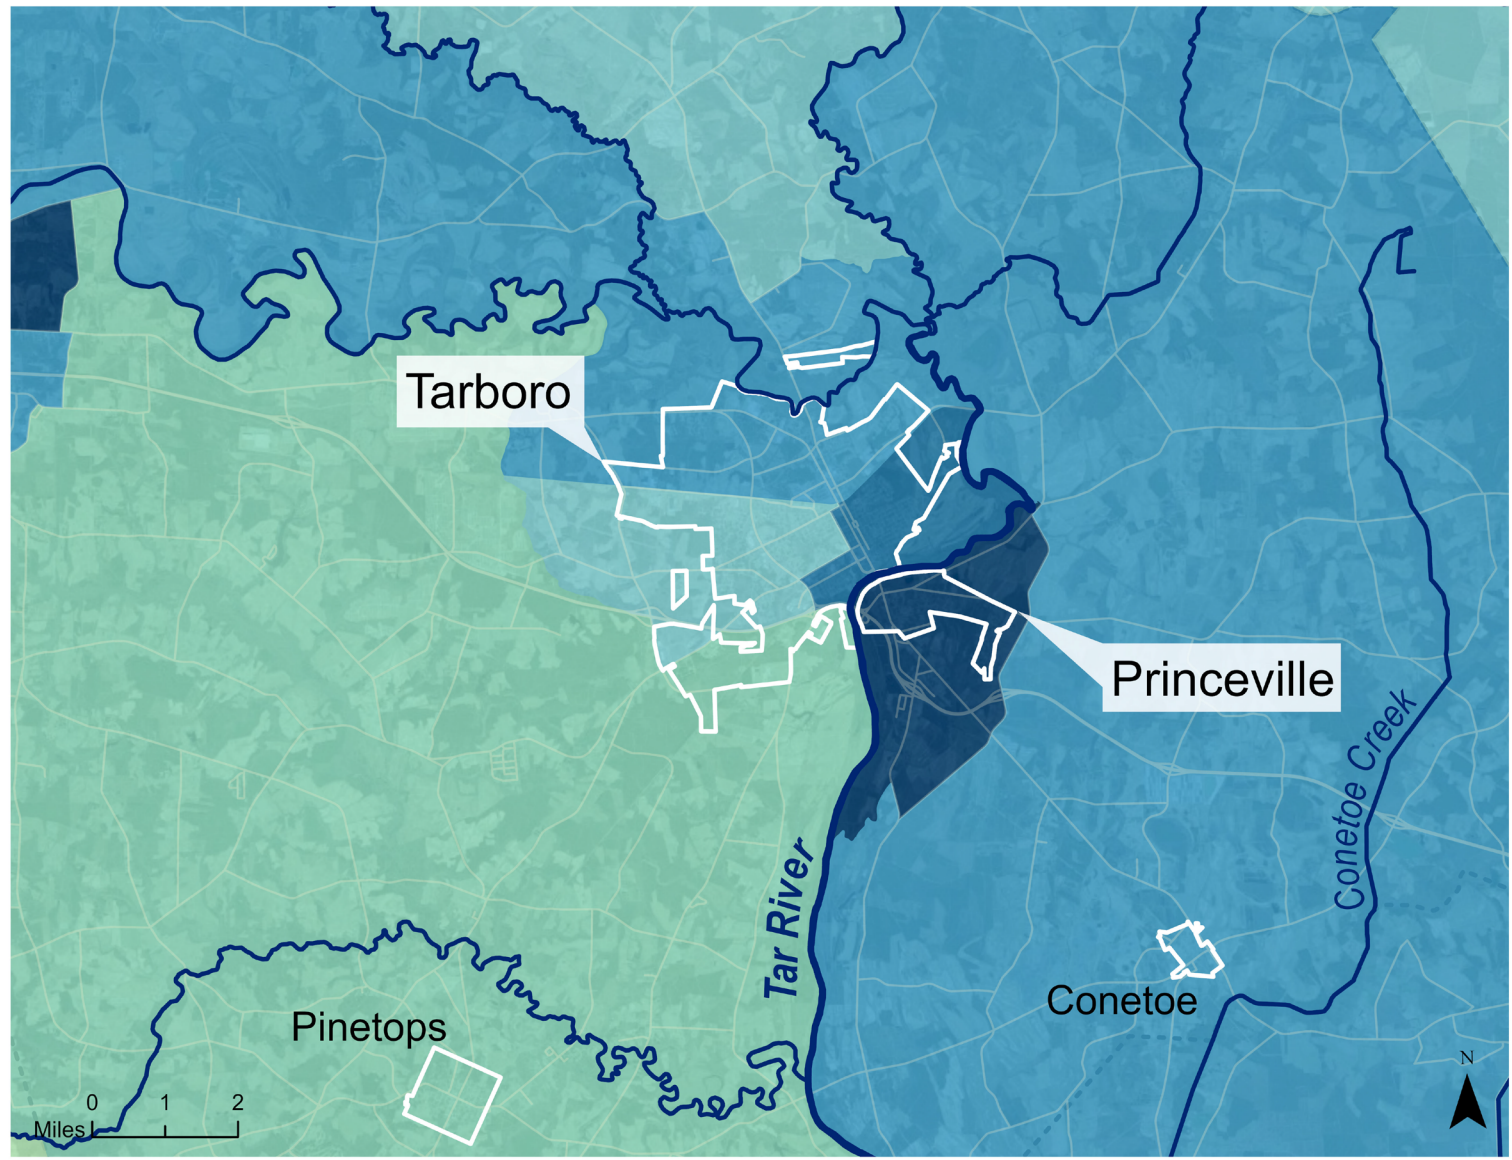 Tarboro
Princeville
Conetoe Creek
Tar River
Conetoe
Pinetops
N
0 1 2
Miles